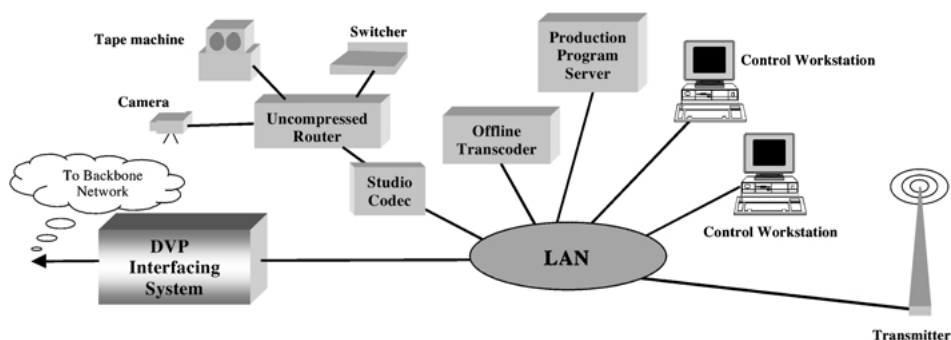 Tape machine
Switcher
Production
Program
Server
Control Workstation
Camera
Uncompressed
Router
Offline
Transcoder
To Backbone
Network
Studio
Codec
Control Workstation
DVP
Interfacing
System
LAN
Transmitter